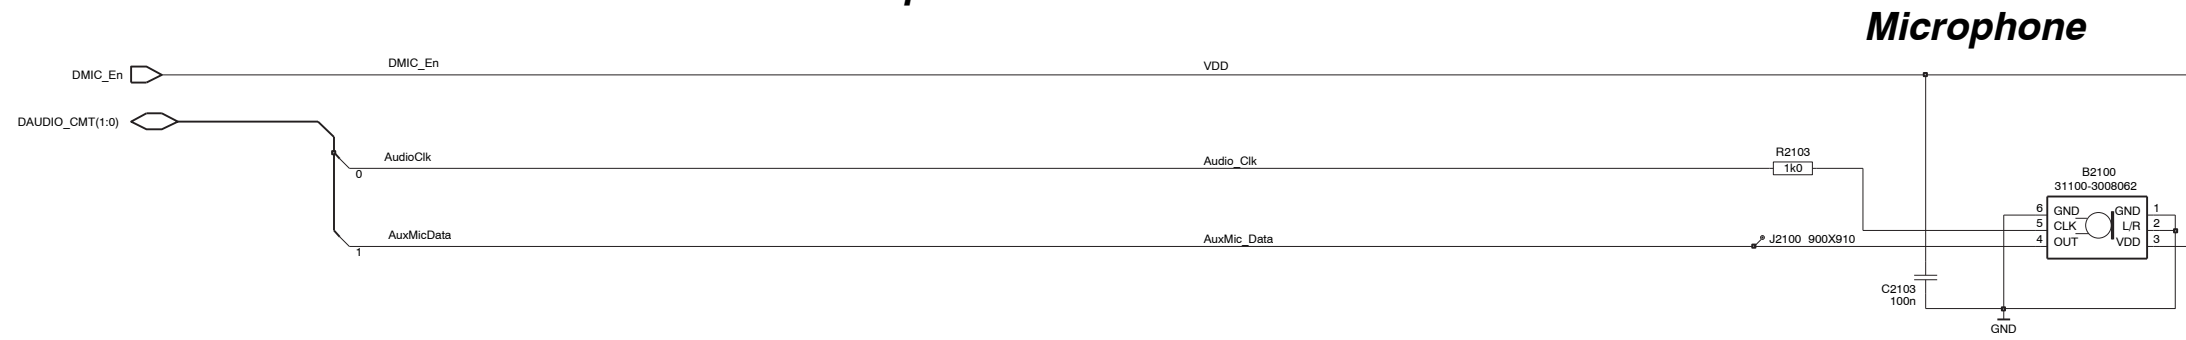 Microphone
DMIC_En
DMIC_En
VDD
DAUDIO_CMT(1:0)
AudioClk
0
Audio_Clk
R2103
1k0
B2100
31100-3008062
6 GND GND 1
5 CLK L/R 2
4 OUT VDD 3
AuxMicData
1
AuxMic_Data
J2100 900X910
C2103
100n
GND